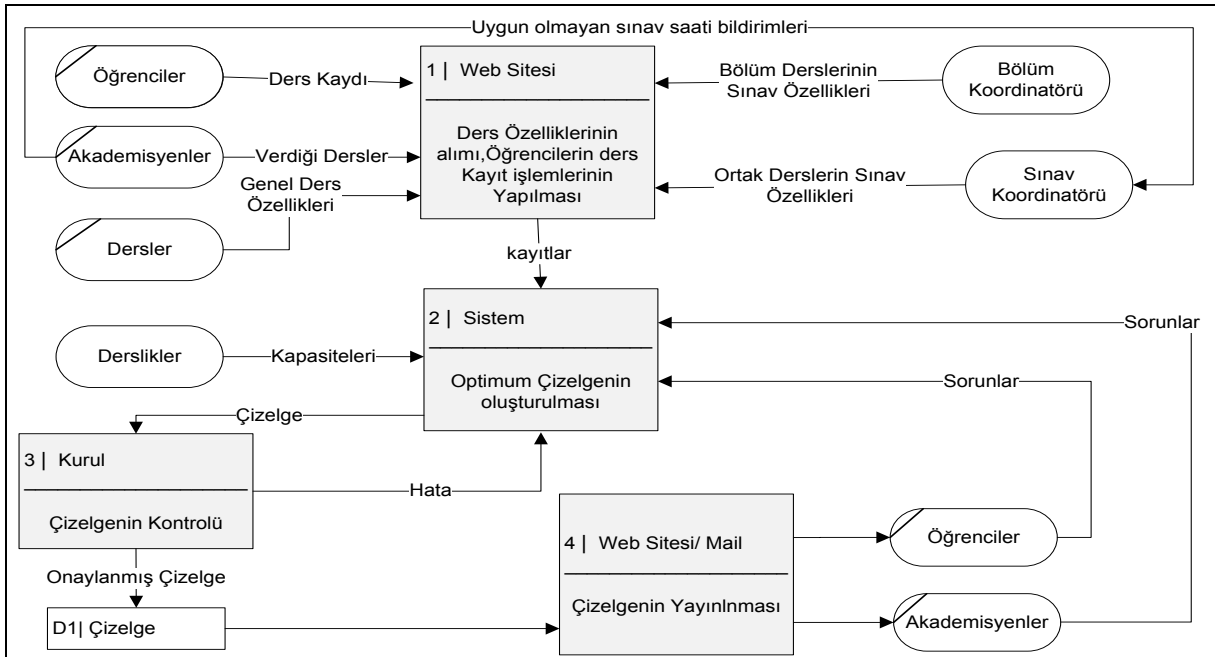 Uygun olmayan sınav saati bildirimleri
Öğrenciler
Ders Kaydı
1 | Web Sitesi
Ders Özelliklerinin
alımı,Öğrencilerin ders
Kayıt işlemlerinin
Yapılması
Bölüm Derslerinin
Sınav Özellikleri
Bölüm
Koordinatörü
Akademisyenler
Verdiği Dersler
Genel Ders
Özellikleri
Ortak Derslerin Sınav
Özellikleri
Sınav
Koordinatörü
Dersler
kayıtlar
2 | Sistem
Optimum Çizelgenin
oluşturulması
Derslikler
Kapasiteleri
Sorunlar
Sorunlar
Çizelge
3 | Kurul
Çizelgenin Kontrolü
Hata
4 | Web Sitesi/ Mail
Çizelgenin Yayınlnması
Öğrenciler
Onaylanmış Çizelge
D1| Çizelge
Akademisyenler